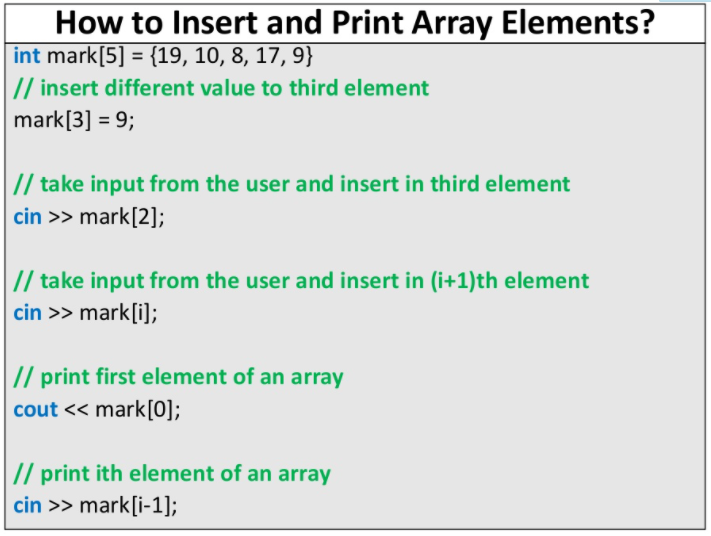 How to Insert and Print Array Elements?
int mark[5] = {19, 10, 8, 17, 9}
// insert different value to third element
mark[3] = 9;
// take input from the user and insert in third element
cin >> mark[2];
// take input from the user and insert in (i+1)th element
cin >> mark[i];
// print first element of an array
cout << mark[0];
// print ith element of an array
cin >> mark[i-1];